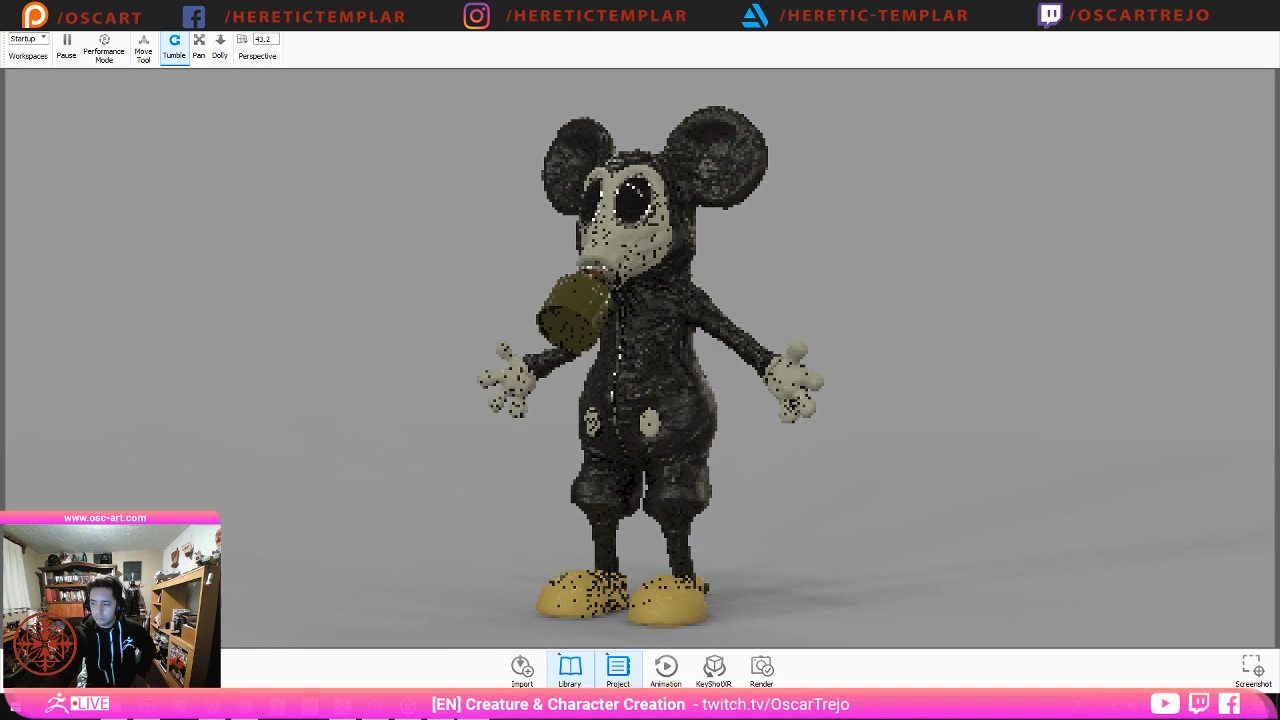 /OSCART /HERETICTEMPLAR /HERETICTEMPLAR /HERETIC-TEMPLAR /OSCARTREJO
Startup 43.2
Workspaces Pause Performance Mode Move Tool Tumble Pan Dolly Perspective
www.osc-art.com
Import Library Project Animation KeyShotXR Render Screenshot
LIVE [EN] Creature & Character Creation - twitch.tv/OscarTrejo